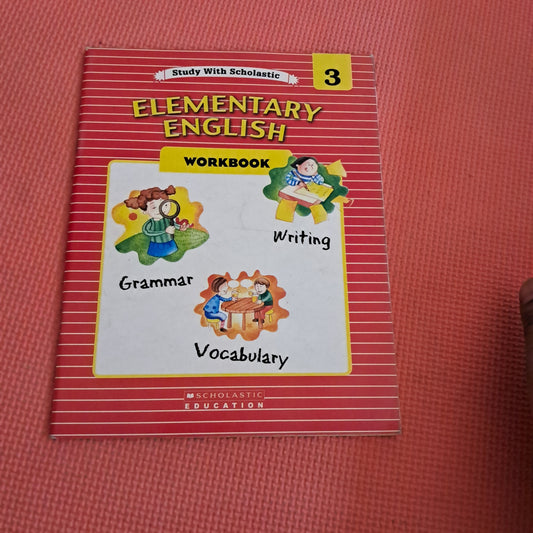 Study With Scholastic
3
ELEMENTARY
ENGLISH
WORKBOOK
Writing
Grammar
Vocabulary
SCHOLASTIC
EDUCATION